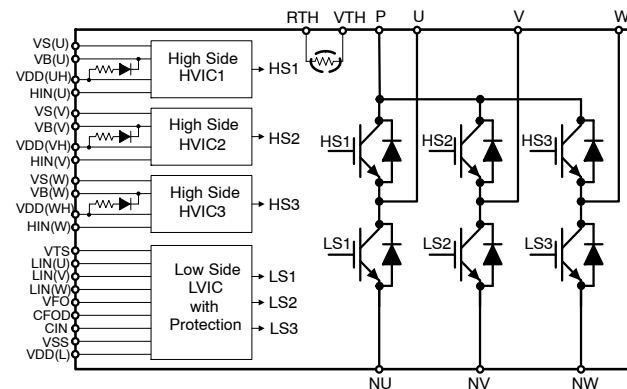 RTH VTH P U V W
VS(U)
VB(U)
VDD(UH)
HIN(U)
High Side
HVIC1
HS1
VS(V)
VB(V)
VDD(VH)
HIN(V)
High Side
HVIC2
HS2
VS(W)
VB(W)
VDD(WH)
HIN(W)
High Side
HVIC3
HS3
VTS
LIN(U)
LIN(V)
LIN(W)
VFO
CFOD
CIN
VSS
VDD(L)
Low Side
LVIC
with
Protection
LS1
LS2
LS3
HS1 HS2 HS3
LS1 LS2 LS3
NU NV NW